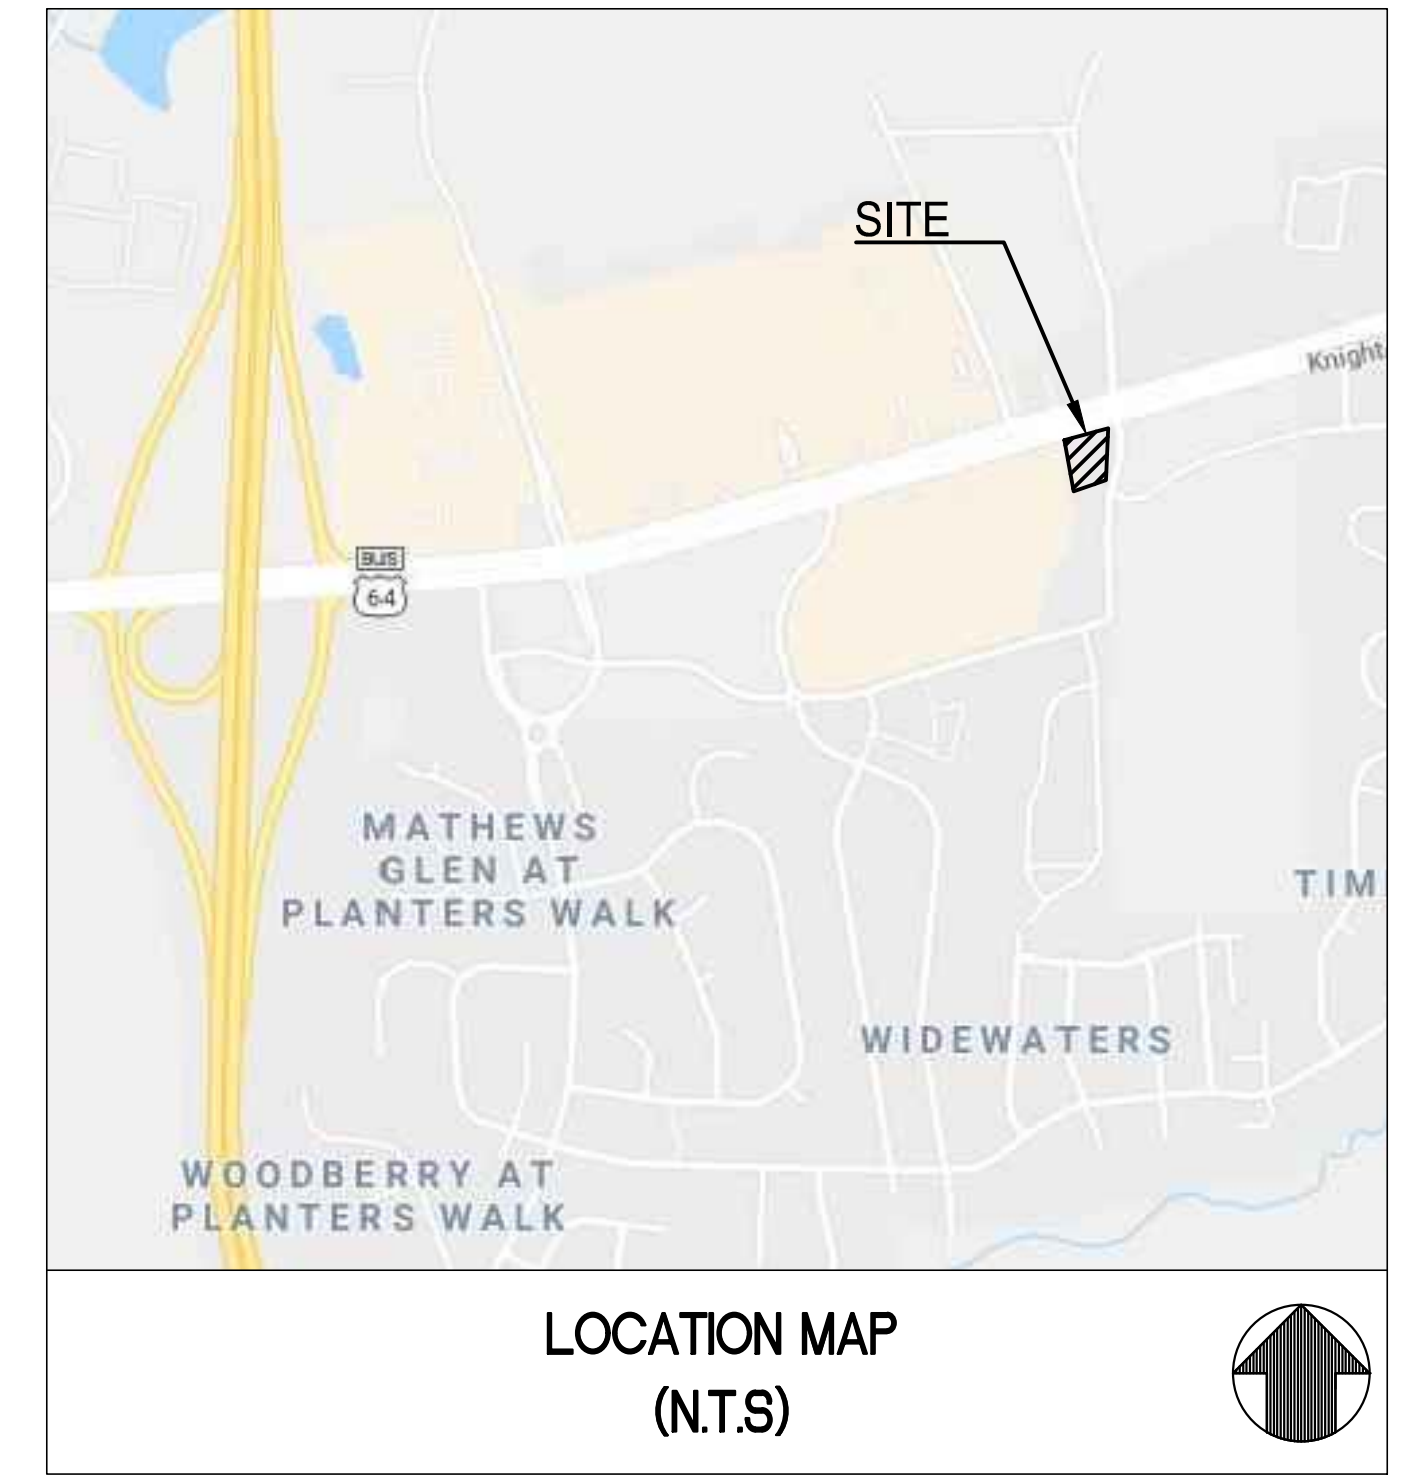 SITE
Knight
BUS
64
MATHEWS
GLEN AT
PLANTERS WALK
TIM
WIDEWATERS
WOODBERRY AT
PLANTERS WALK
LOCATION MAP
(N.T.S)